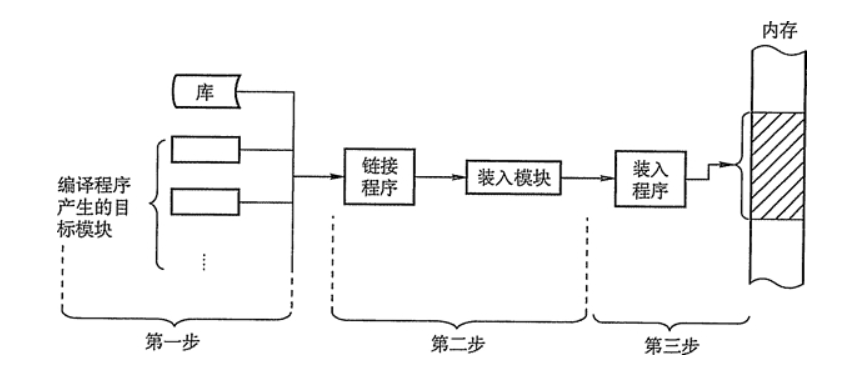 内存
库
编译程序
产生的目
标模块
链接
程序
装入模块
装入
程序
第一步
第二步
第三步